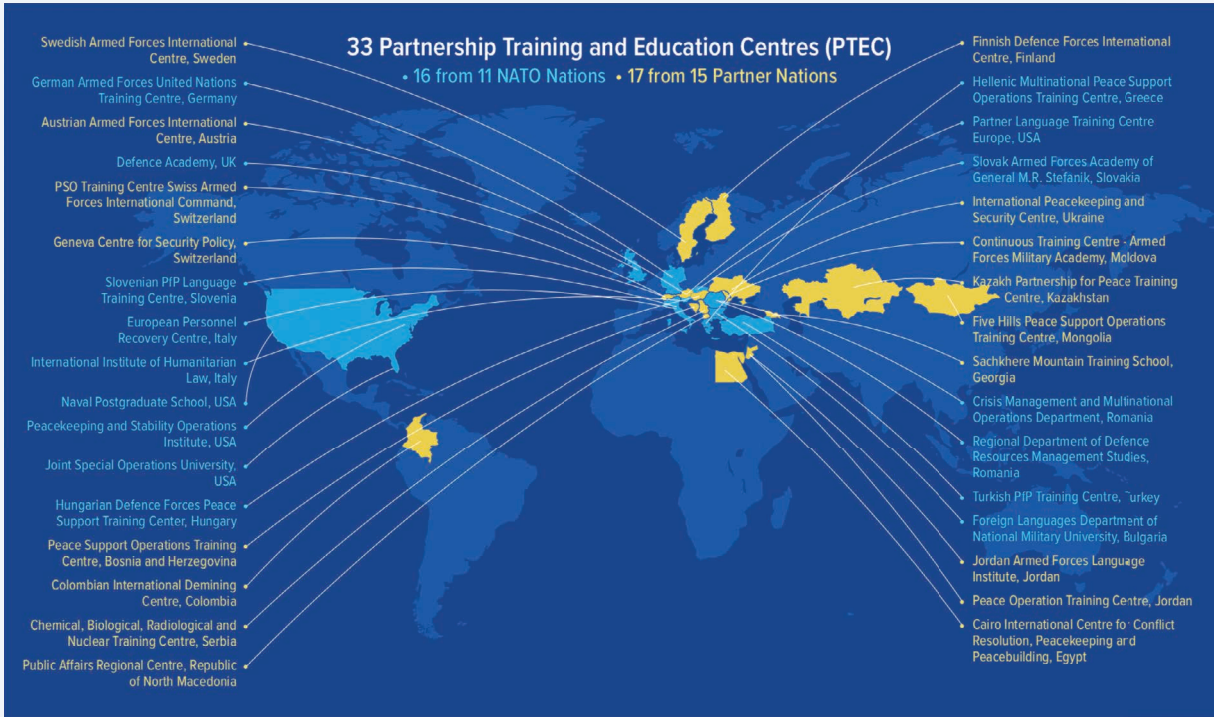 33 Partnership Training and Education Centres (PTEC)
• 16 from 11 NATO Nations • 17 from 15 Partner Nations
Swedish Armed Forces International
Centre, Sweden
German Armed Forces United Nations
Training Centre, Germany
Austrian Armed Forces International
Centre, Austria
Defence Academy, UK
PSO Training Centre Swiss Armed
Forces International Command,
Switzerland
Geneva Centre for Security Policy,
Switzerland
Slovenian PfP Language
Training Centre, Slovenia
European Personnel
Recovery Centre, Italy
International Institute of Humanitarian
Law, Italy
Naval Postgraduate School, USA
Peacekeeping and Stability Operations
Institute, USA
Joint Special Operations University,
USA
Hungarian Defence Forces Peace
Support Training Center, Hungary
Peace Support Operations Training
Centre, Bosnia and Herzegovina
Colombian International Demining
Centre, Colombia
Chemical, Biological, Radiological and
Nuclear Training Centre, Serbia
Public Affairs Regional Centre, Republic
of North Macedonia
Finnish Defence Forces International
Centre, Finland
Hellenic Multinational Peace Support
Operations Training Centre, Greece
Partner Language Training Centre
Europe, USA
Slovak Armed Forces Academy of
General M.R. Stefanik, Slovakia
International Peacekeeping and
Security Centre, Ukraine
Continuous Training Centre - Armed
Forces Military Academy, Moldova
Kazakh Partnership for Peace Training
Centre, Kazakhstan
Five Hills Peace Support Operations
Training Centre, Mongolia
Sachkhere Mountain Training School,
Georgia
Crisis Management and Multinational
Operations Department, Romania
Regional Department of Defence
Resources Management Studies,
Romania
Turkish PfP Training Centre, Turkey
Foreign Languages Department of
National Military University, Bulgaria
Jordan Armed Forces Language
Institute, Jordan
Peace Operation Training Centre, Jordan
Cairo International Centre for Conflict
Resolution, Peacekeeping and
Peacebuilding, Egypt